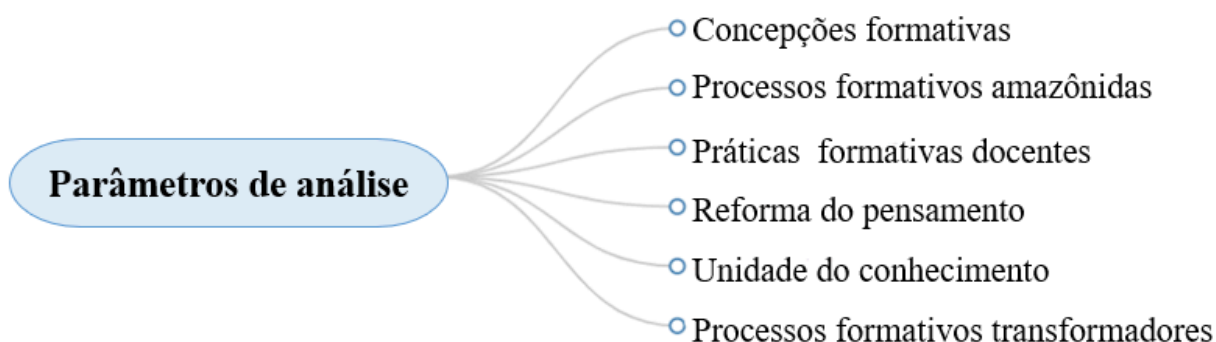 Parâmetros de análise
Concepções formativas
Processos formativos amazônidas
Práticas formativas docentes
Reforma do pensamento
Unidade do conhecimento
Processos formativos transformadores